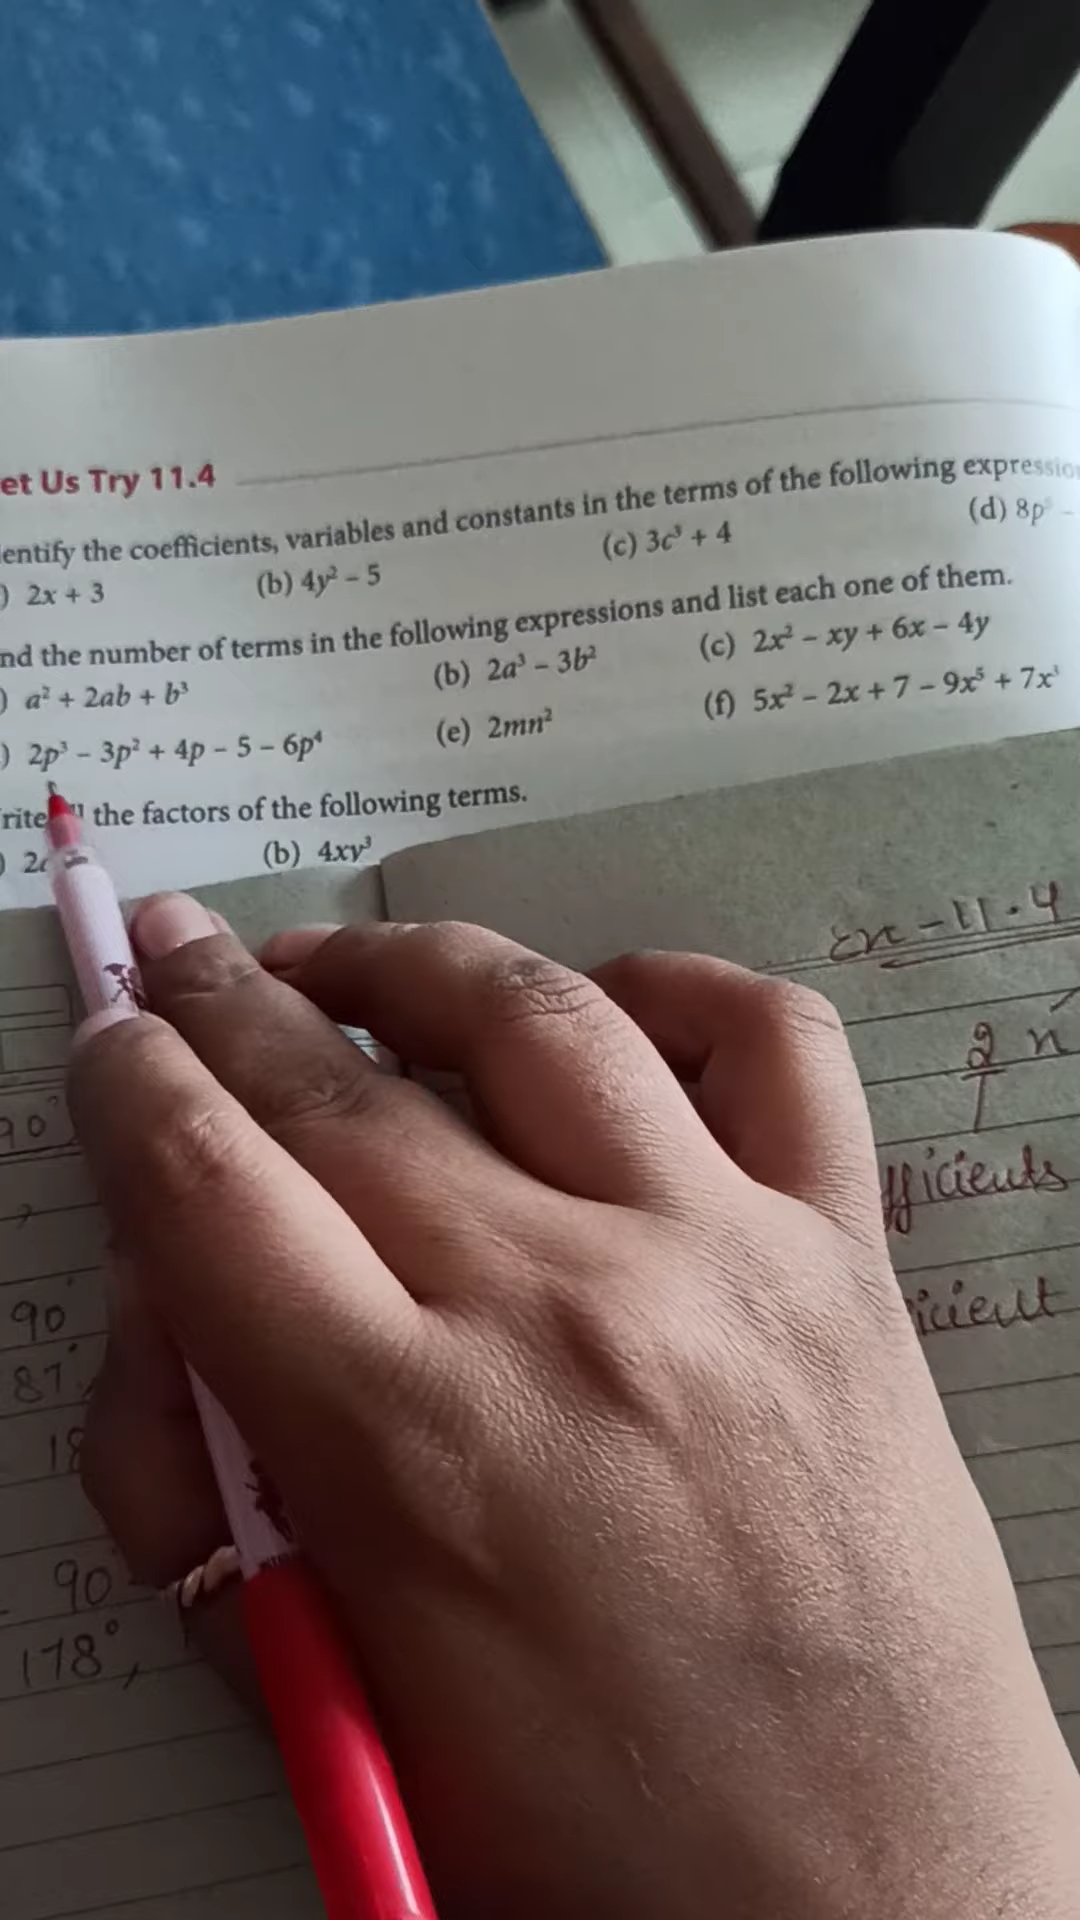 et Us Try 11.4
entify the coefficients, variables and constants in the terms of the following expressio
) 2x + 3 (b) 4y² – 5 (c) 3c³ + 4 (d) 8p
nd the number of terms in the following expressions and list each one of them.
) a² + 2ab + b³ (b) 2a³ – 3b² (c) 2x² – xy + 6x – 4y
) 2p³ – 3p² + 4p – 5 – 6p⁴ (e) 2mn² (f) 5x² – 2x + 7 – 9x⁵ + 7x³
rite the factors of the following terms.
) 2 (b) 4xy³
Ex-11.4
2 x
90
fficients
icient
90
87
18
90
178°,